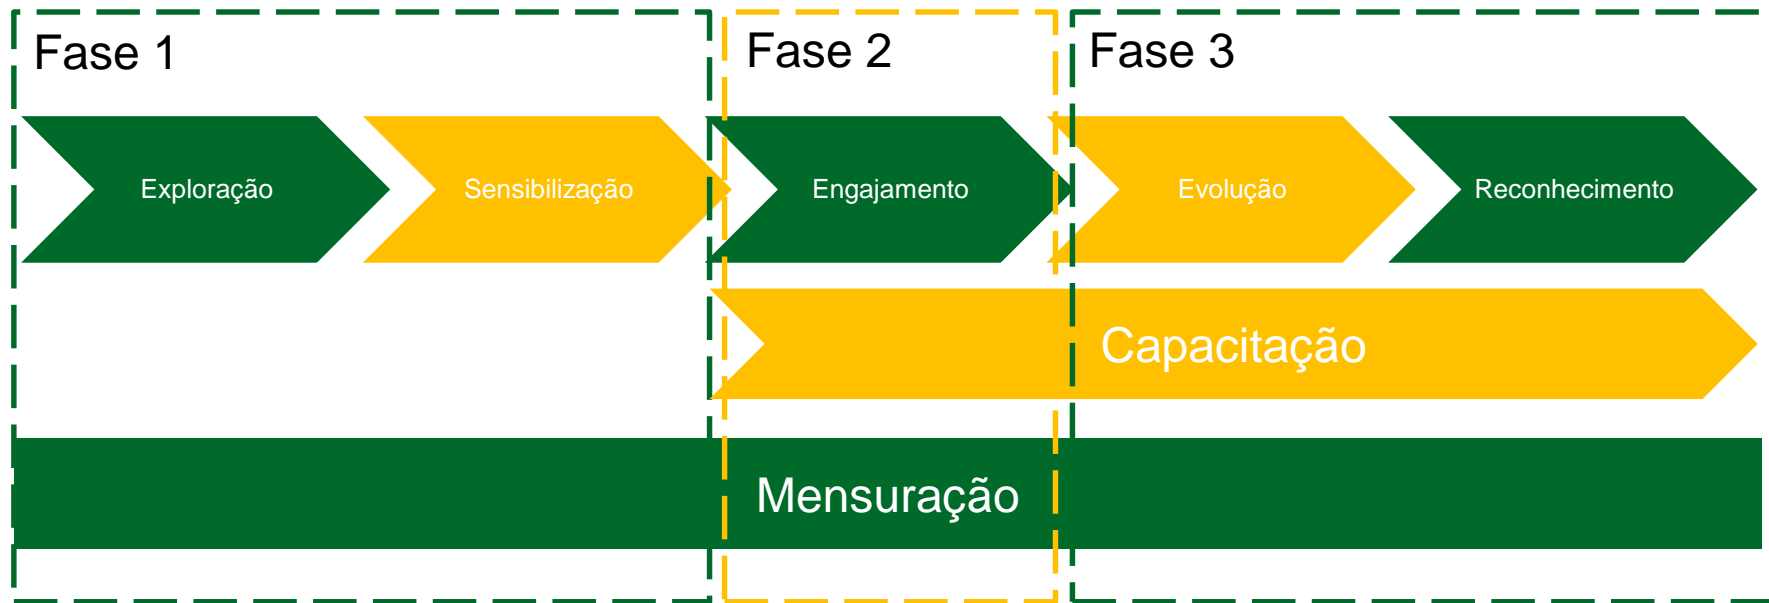 Fase 1
Fase 2
Fase 3
Exploração
Sensibilização
Engajamento
Evolução
Reconhecimento
Capacitação
Mensuração